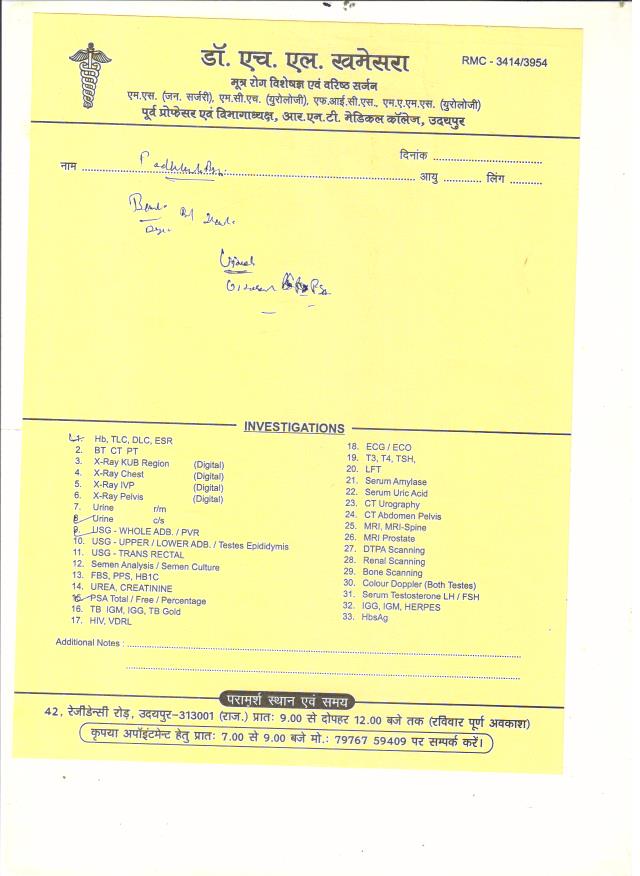 डॉ. एच. एल. खमेसरा
RMC - 3414/3954
मूत्र रोग विशेषज्ञ एवं वरिष्ठ सर्जन
एम.एस. (जन. सर्जरी), एम.सी.एच. (युरोलोजी), एफ.आई.सी.एस., एम.ए.एम.एस. (युरोलोजी)
पूर्व प्रोफेसर एवं विभागाध्यक्ष, आर.एन.टी. मेडिकल कॉलेज, उदयपुर
दिनांक
नाम आयु लिंग
INVESTIGATIONS
1. Hb, TLC, DLC, ESR
2. BT CT PT
3. X-Ray KUB Region (Digital)
4. X-Ray Chest (Digital)
5. X-Ray IVP (Digital)
6. X-Ray Pelvis (Digital)
7. Urine r/m
8. Urine c/s
9. USG - WHOLE ADB. / PVR
10. USG - UPPER / LOWER ADB. / Testes Epididymis
11. USG - TRANS RECTAL
12. Semen Analysis / Semen Culture
13. FBS, PPS, HB1C
14. UREA, CREATININE
15. PSA Total / Free / Percentage
16. TB IGM, IGG, TB Gold
17. HIV, VDRL
18. ECG / ECO
19. T3, T4, TSH,
20. LFT
21. Serum Amylase
22. Serum Uric Acid
23. CT Urography
24. CT Abdomen Pelvis
25. MRI, MRI-Spine
26. MRI Prostate
27. DTPA Scanning
28. Renal Scanning
29. Bone Scanning
30. Colour Doppler (Both Testes)
31. Serum Testosterone LH / FSH
32. IGG, IGM, HERPES
33. HbsAg
Additional Notes :
परामर्श स्थान एवं समय
42, रेजीडेन्सी रोड़, उदयपुर-313001 (राज.) प्रातः 9.00 से दोपहर 12.00 बजे तक (रविवार पूर्ण अवकाश)
कृपया अपॉइंटमेन्ट हेतु प्रातः 7.00 से 9.00 बजे मो.: 79767 59409 पर सम्पर्क करें।